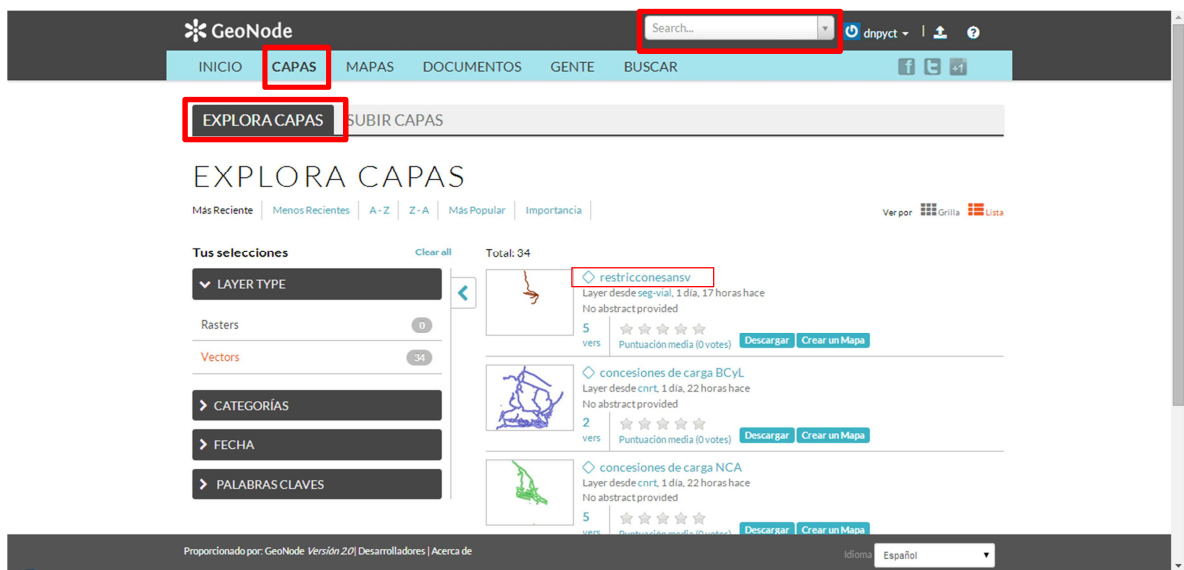 GeoNode
Search...
dnpyct
INICIO CAPAS MAPAS DOCUMENTOS GENTE BUSCAR
+1
EXPLORA CAPAS SUBIR CAPAS
EXPLORA CAPAS
Más Reciente Menos Recientes A - Z Z - A Más Popular Importancia
Ver por Grilla Lista
Tus selecciones Clear all
LAYER TYPE
Rasters 0
Vectors 34
CATEGORÍAS
FECHA
PALABRAS CLAVES
Total: 34
restricconesansv
Layer desde seg-vial, 1 día, 17 horas hace
No abstract provided
5
vers Puntuación media (0 votes) Descargar Crear un Mapa
concesiones de carga BCyL
Layer desde cnrt, 1 día, 22 horas hace
No abstract provided
2
vers Puntuación media (0 votes) Descargar Crear un Mapa
concesiones de carga NCA
Layer desde cnrt, 1 día, 22 horas hace
No abstract provided
5
vers Puntuación media (0 votes) Descargar Crear un Mapa
Proporcionado por: GeoNode Versión 2.0 | Desarrolladores | Acerca de
Idioma Español